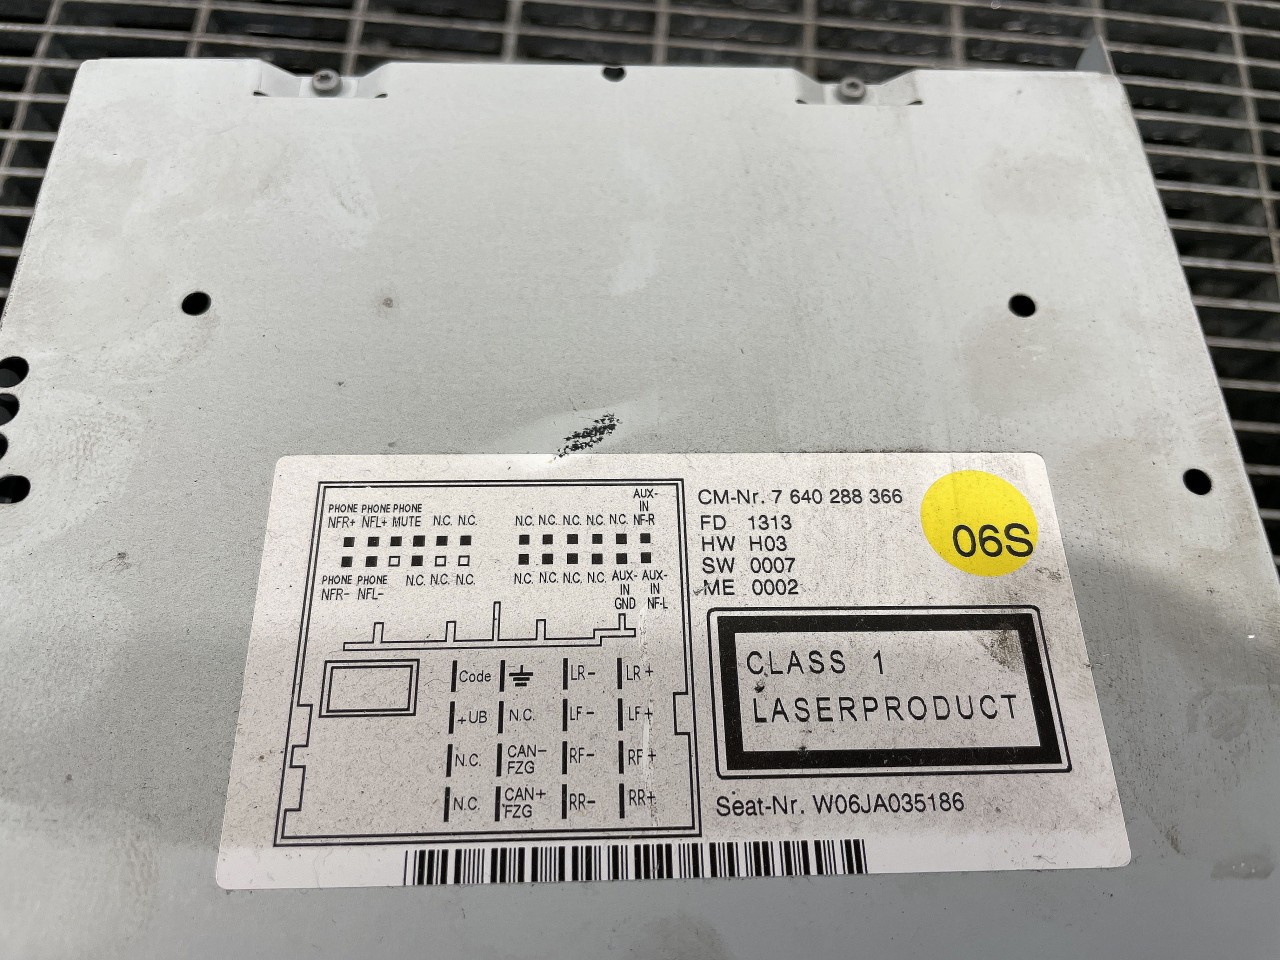 PHONE PHONE PHONE AUX-
IN
NFR+ NFL+ MUTE N.C. N.C. N.C. N.C. N.C. N.C. N.C. NF-R
PHONE PHONE N.C. N.C. N.C. N.C. N.C. N.C. N.C. AUX- AUX-
NFR- NFL- IN IN
GND NF-L
Code LR- LR+
+UB N.C. LF- LF+
N.C. CAN- FZG RF- RF+
N.C. CAN+ FZG RR- RR+
CM-Nr. 7 640 288 366
FD 1313
HW H03
SW 0007
ME 0002
06S
CLASS 1
LASERPRODUCT
Seat-Nr. W06JA035186